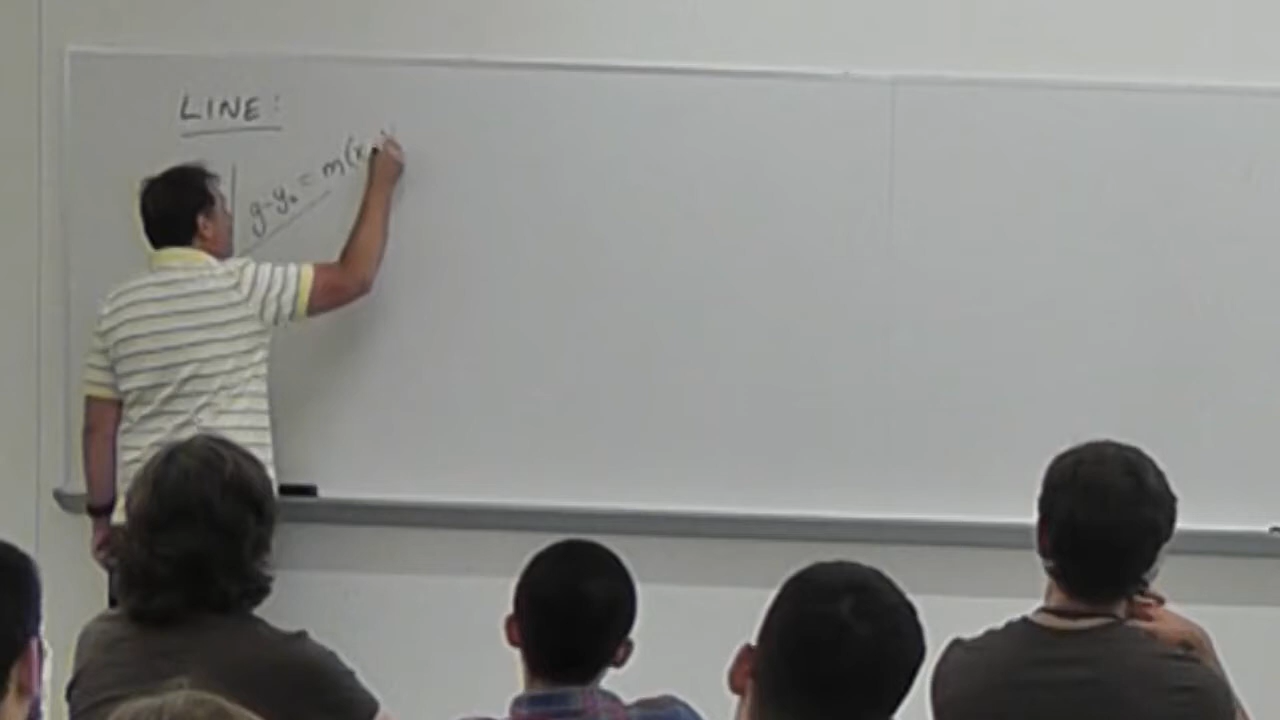 LINE:
y-y₀ = m(x